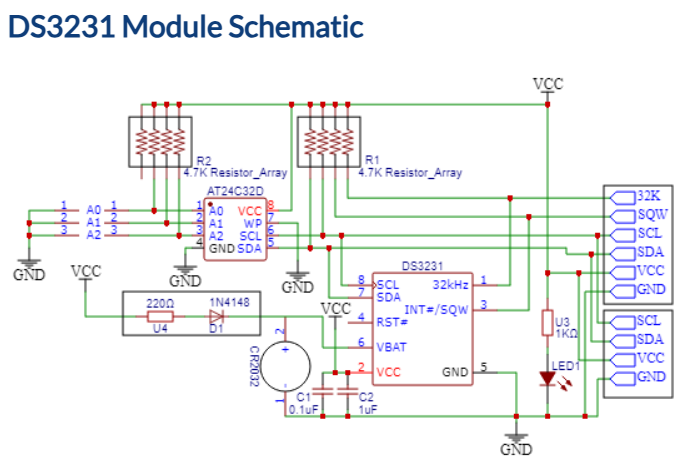 DS3231 Module Schematic
VCC
R2
4.7K Resistor_Array
R1
4.7K Resistor_Array
AT24C32D
1 A0 1
2 A1 2
3 A2 3
1 A0 VCC 8
2 A1 WP 7
3 A2 SCL 6
4 GND SDA 5
32K
SQW
SCL
SDA
VCC
GND
GND
GND
GND
VCC
DS3231
8 SCL 32kHz 1
7 SDA
INT#/SQW 3
4 RST#
6 VBAT
2 VCC GND 5
220Ω
U4
1N4148
D1
VCC
2
+
CR2032
-
1
C1
0.1uF
C2
1uF
U3
1KΩ
LED1
SCL
SDA
VCC
GND
GND